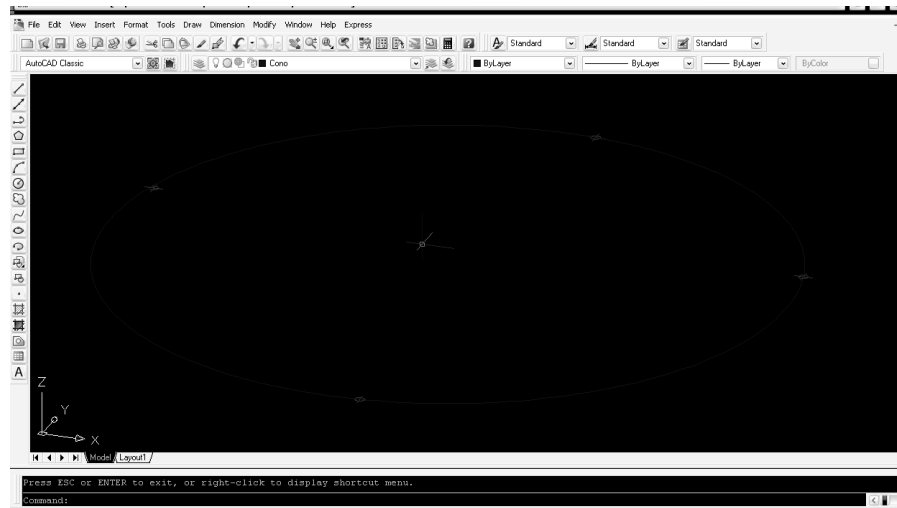 File Edit View Insert Format Tools Draw Dimension Modify Window Help Express
Standard Standard Standard
AutoCAD Classic Cono ByLayer ByLayer ByLayer ByColor
A
Z
Y
X
Model Layout1
Press ESC or ENTER to exit, or right-click to display shortcut menu.
Command: